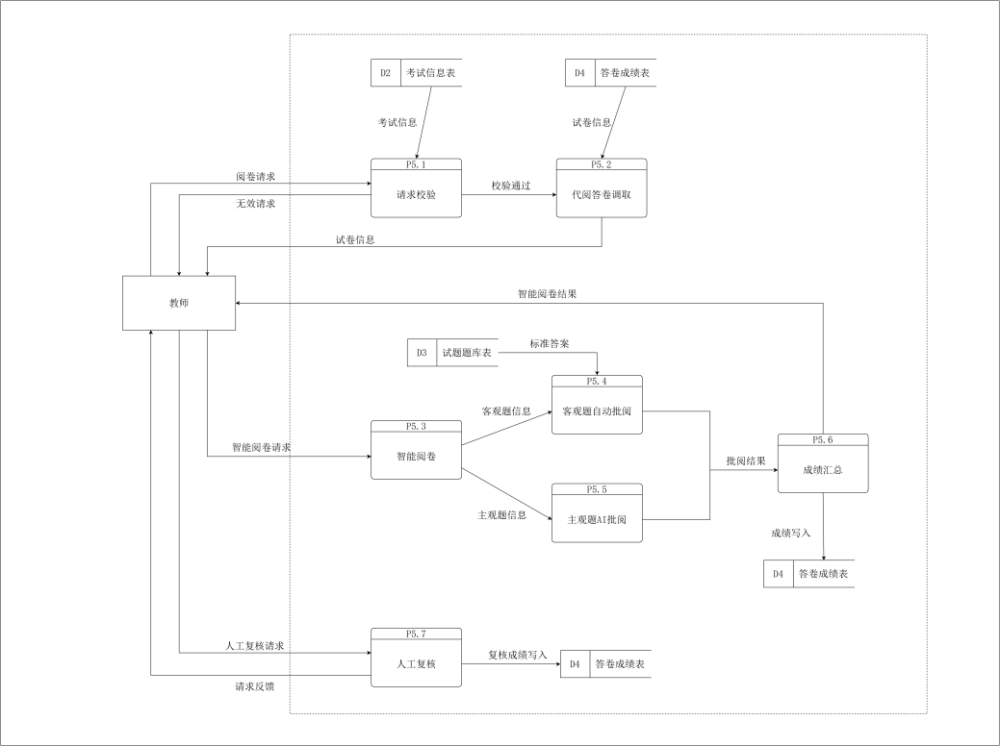 D2 考试信息表
D4 答卷成绩表
考试信息
试卷信息
P5.1
P5.2
阅卷请求
请求校验
校验通过
代阅答卷调取
无效请求
试卷信息
教师
智能阅卷结果
D3 试题题库表
标准答案
P5.4
客观题信息
客观题自动批阅
P5.3
智能阅卷
智能阅卷请求
P5.6
批阅结果
成绩汇总
P5.5
主观题信息
主观题AI批阅
成绩写入
D4 答卷成绩表
P5.7
人工复核请求
人工复核
复核成绩写入
D4 答卷成绩表
请求反馈